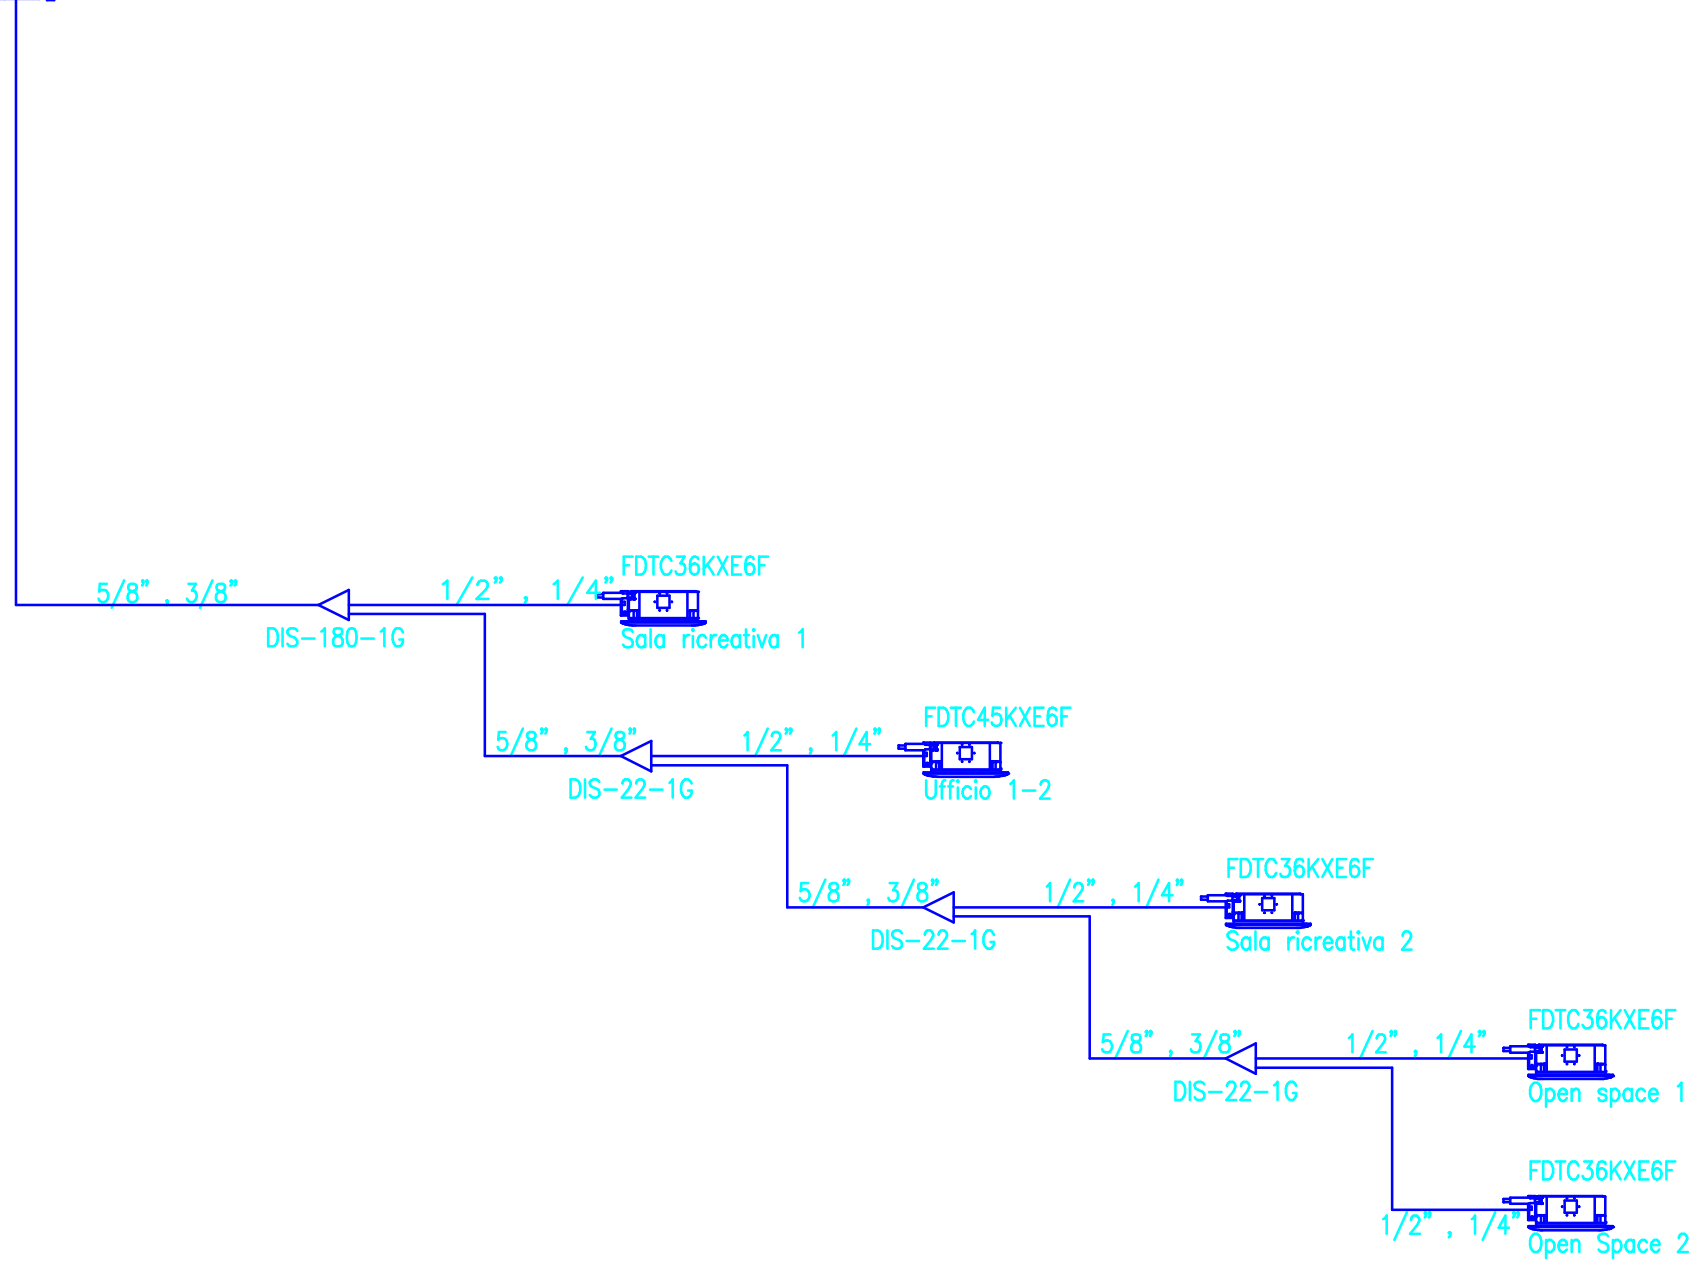 FDTC36KXE6F
5/8" , 3/8"
1/2" , 1/4"
DIS-180-1G
Sala ricreativa 1
FDTC45KXE6F
5/8" , 3/8"
1/2" , 1/4"
DIS-22-1G
Ufficio 1-2
FDTC36KXE6F
5/8" , 3/8"
1/2" , 1/4"
DIS-22-1G
Sala ricreativa 2
FDTC36KXE6F
5/8" , 3/8"
1/2" , 1/4"
DIS-22-1G
Open space 1
FDTC36KXE6F
1/2" , 1/4"
Open Space 2